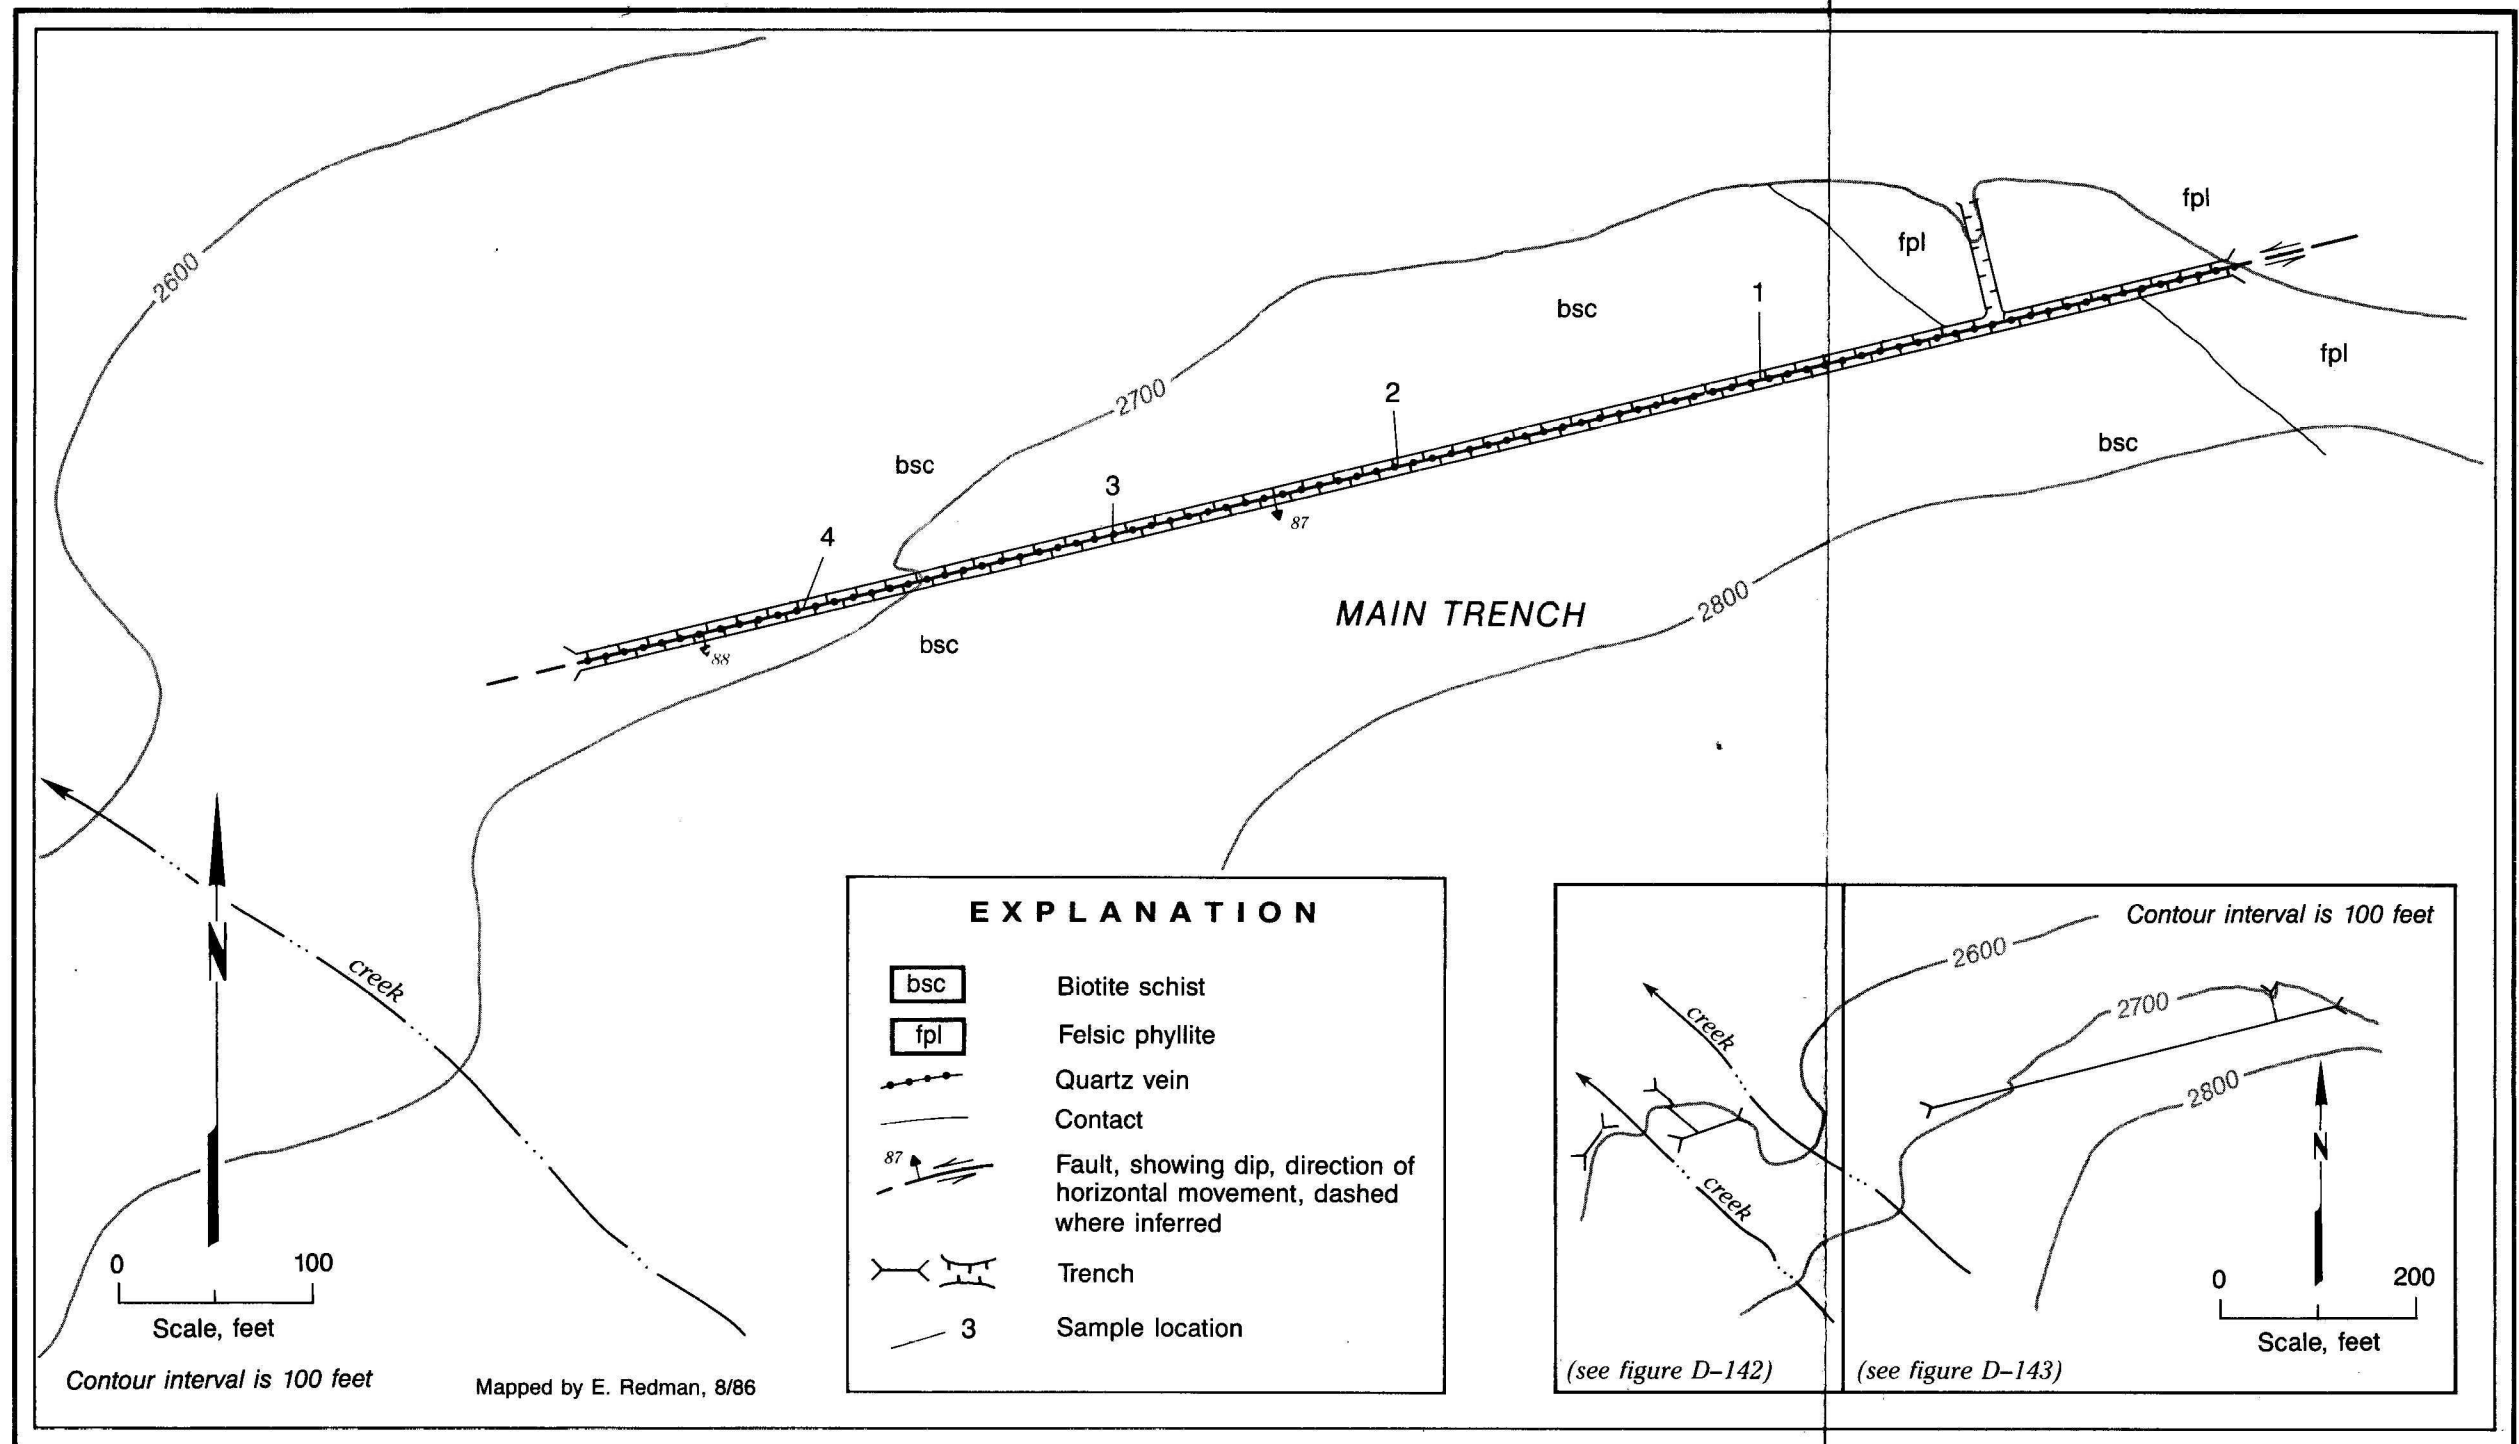 2600
fpl
fpl
bsc
1
fpl
2700
2
bsc
bsc
3
87
4
MAIN TRENCH
2800
bsc
88
creek
N
0 100
Scale, feet
Contour interval is 100 feet
Mapped by E. Redman, 8/86
EXPLANATION
bsc Biotite schist
fpl Felsic phyllite
Quartz vein
Contact
87 Fault, showing dip, direction of
horizontal movement, dashed
where inferred
Trench
3 Sample location
Contour interval is 100 feet
2600
2700
creek
2800
N
creek
0 200
Scale, feet
(see figure D–142)
(see figure D–143)